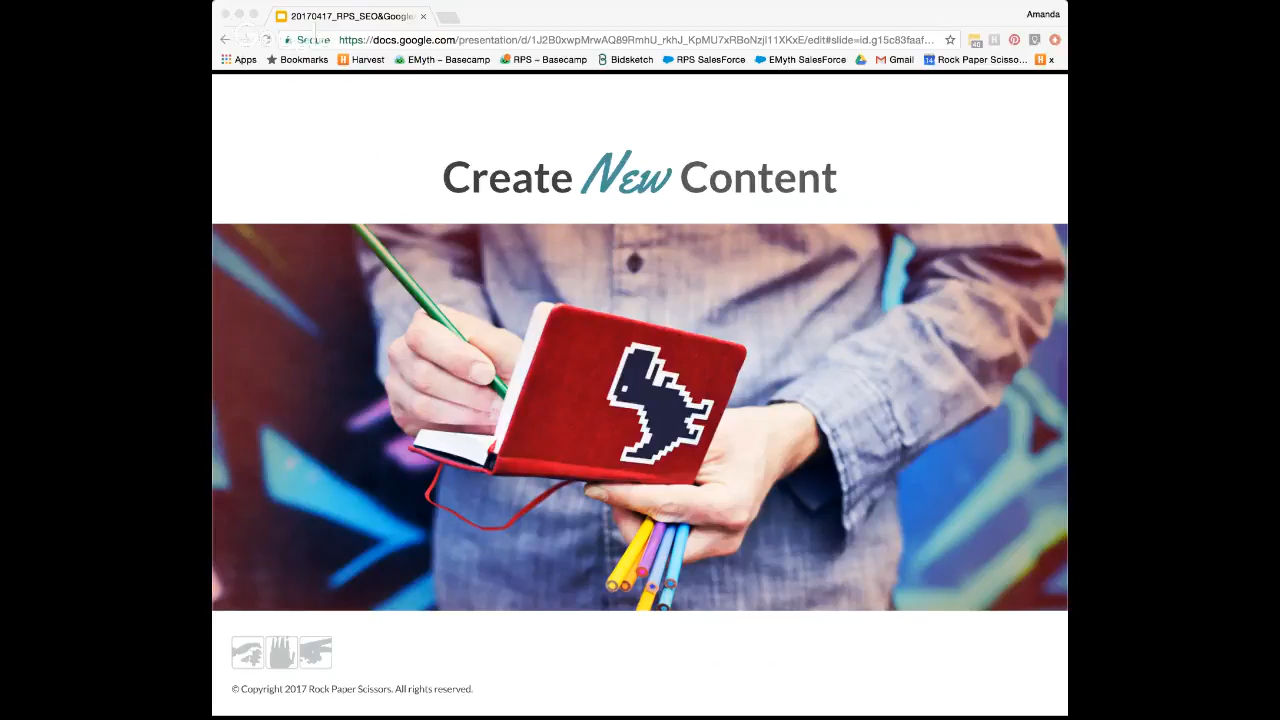 20170417_RPS_SEO&Google
Amanda
Secure https://docs.google.com/presentation/d/1J2B0xwpMrwAQ89RmhU_rkhJ_KpMU7xRBoNzjl11XKxE/edit#slide=id.g15c83faaf...
Apps Bookmarks Harvest EMyth – Basecamp RPS – Basecamp Bidsketch RPS SalesForce EMyth SalesForce Gmail Rock Paper Scisso... x
Create New Content
© Copyright 2017 Rock Paper Scissors. All rights reserved.